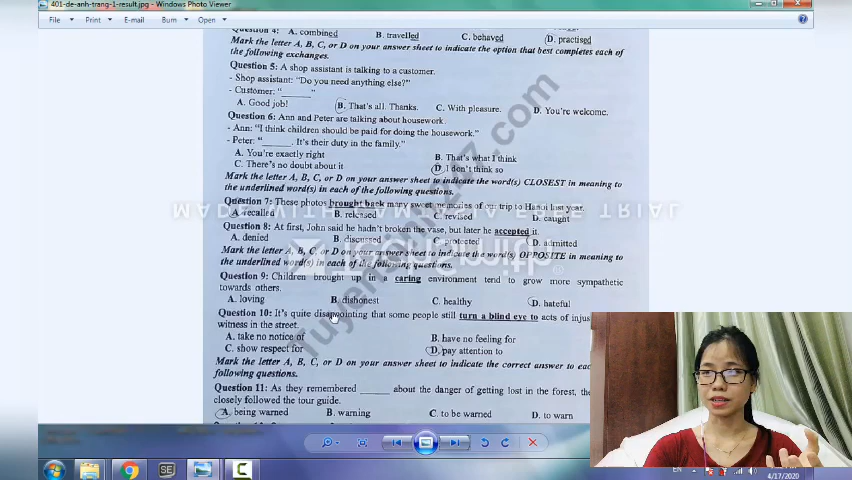 401-de-anh-trang-1-result.jpg - Windows Photo Viewer
File Print E-mail Burn Open
Question 4: A. combined B. travelled C. behaved D. practised
Mark the letter A, B, C, or D on your answer sheet to indicate the option that best completes each of
the following exchanges.
Question 5: A shop assistant is talking to a customer.
- Shop assistant: "Do you need anything else?"
- Customer: "______"
A. Good job! B. That's all. Thanks. C. With pleasure. D. You're welcome.
Question 6: Ann and Peter are talking about housework.
- Ann: "I think children should be paid for doing the housework."
- Peter: "______. It's their duty in the family."
A. You're exactly right B. That's what I think
C. There's no doubt about it D. I don't think so
Mark the letter A, B, C, or D on your answer sheet to indicate the word(s) CLOSEST in meaning to
the underlined word(s) in each of the following questions.
Question 7: These photos brought back many sweet memories of our trip to Hanoi last year.
A. recalled B. released C. revised D. caught
MADE WITH CAMTASIA FREE TRIAL
Question 8: At first, John said he hadn't broken the vase, but later he accepted it.
A. denied B. discussed C. protected D. admitted
Mark the letter A, B, C, or D on your answer sheet to indicate the word(s) OPPOSITE in meaning to
the underlined word(s) in each of the following questions.
Question 9: Children brought up in a caring environment tend to grow more sympathetic
towards others.
A. loving B. dishonest C. healthy D. hateful
Question 10: It's quite disappointing that some people still turn a blind eye to acts of
witness in the street.
A. take no notice of B. have no feeling for
C. show respect for D. pay attention to
Mark the letter A, B, C, or D on your answer sheet to indicate the correct answer to
following questions.
Question 11: As they remembered ______ about the danger of getting lost in the forest,
closely followed the tour guide.
A. being warned B. warning C. to be warned D. to warn
SE
C
EN
4/17/2020